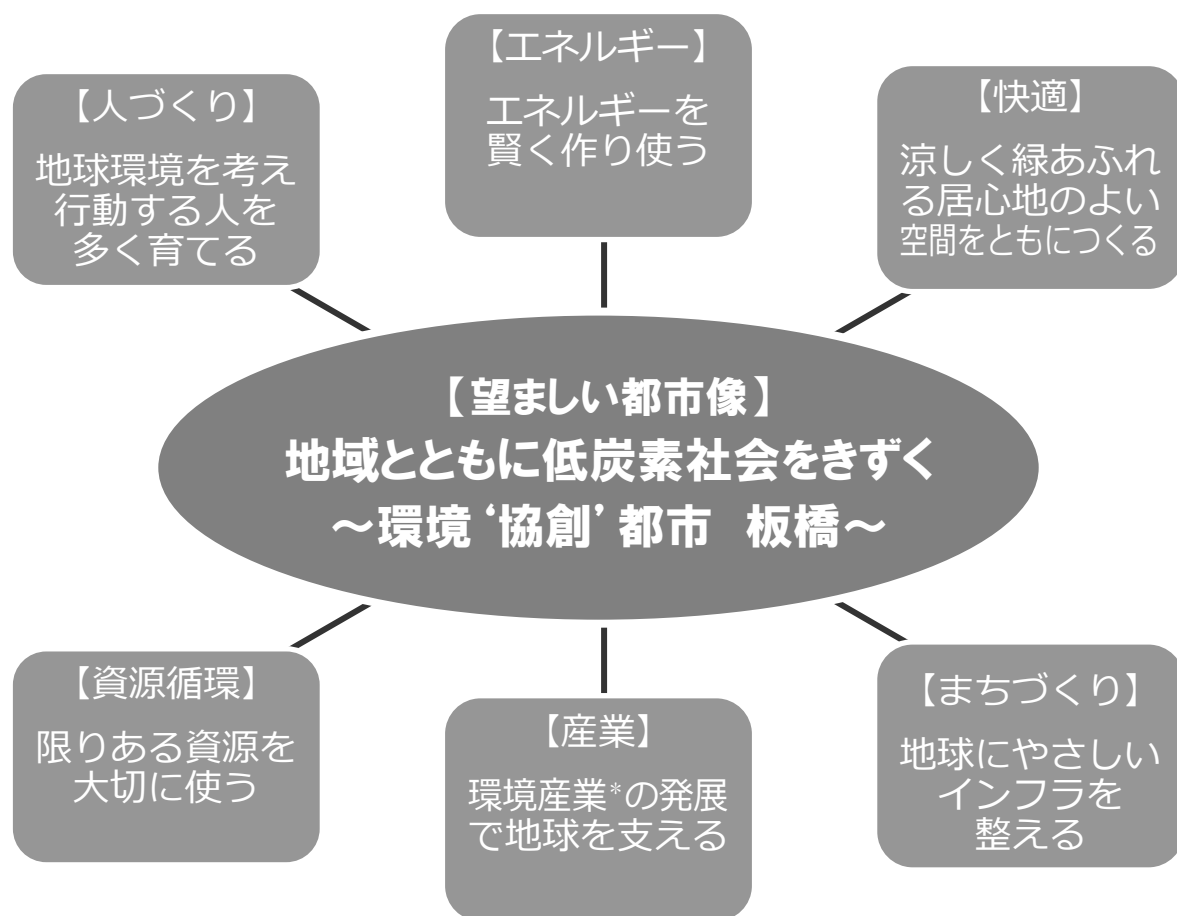 【エネルギー】
エネルギーを
賢く作り使う
【人づくり】
地球環境を考え
行動する人を
多く育てる
【快適】
涼しく緑あふれ
る居心地のよい
空間をともにつくる
【望ましい都市像】
地域とともに低炭素社会をきずく
～環境‘協創’都市　板橋～
【資源循環】
限りある資源を
大切に使う
【産業】
環境産業*の発展
で地球を支える
【まちづくり】
地球にやさしい
インフラを
整える